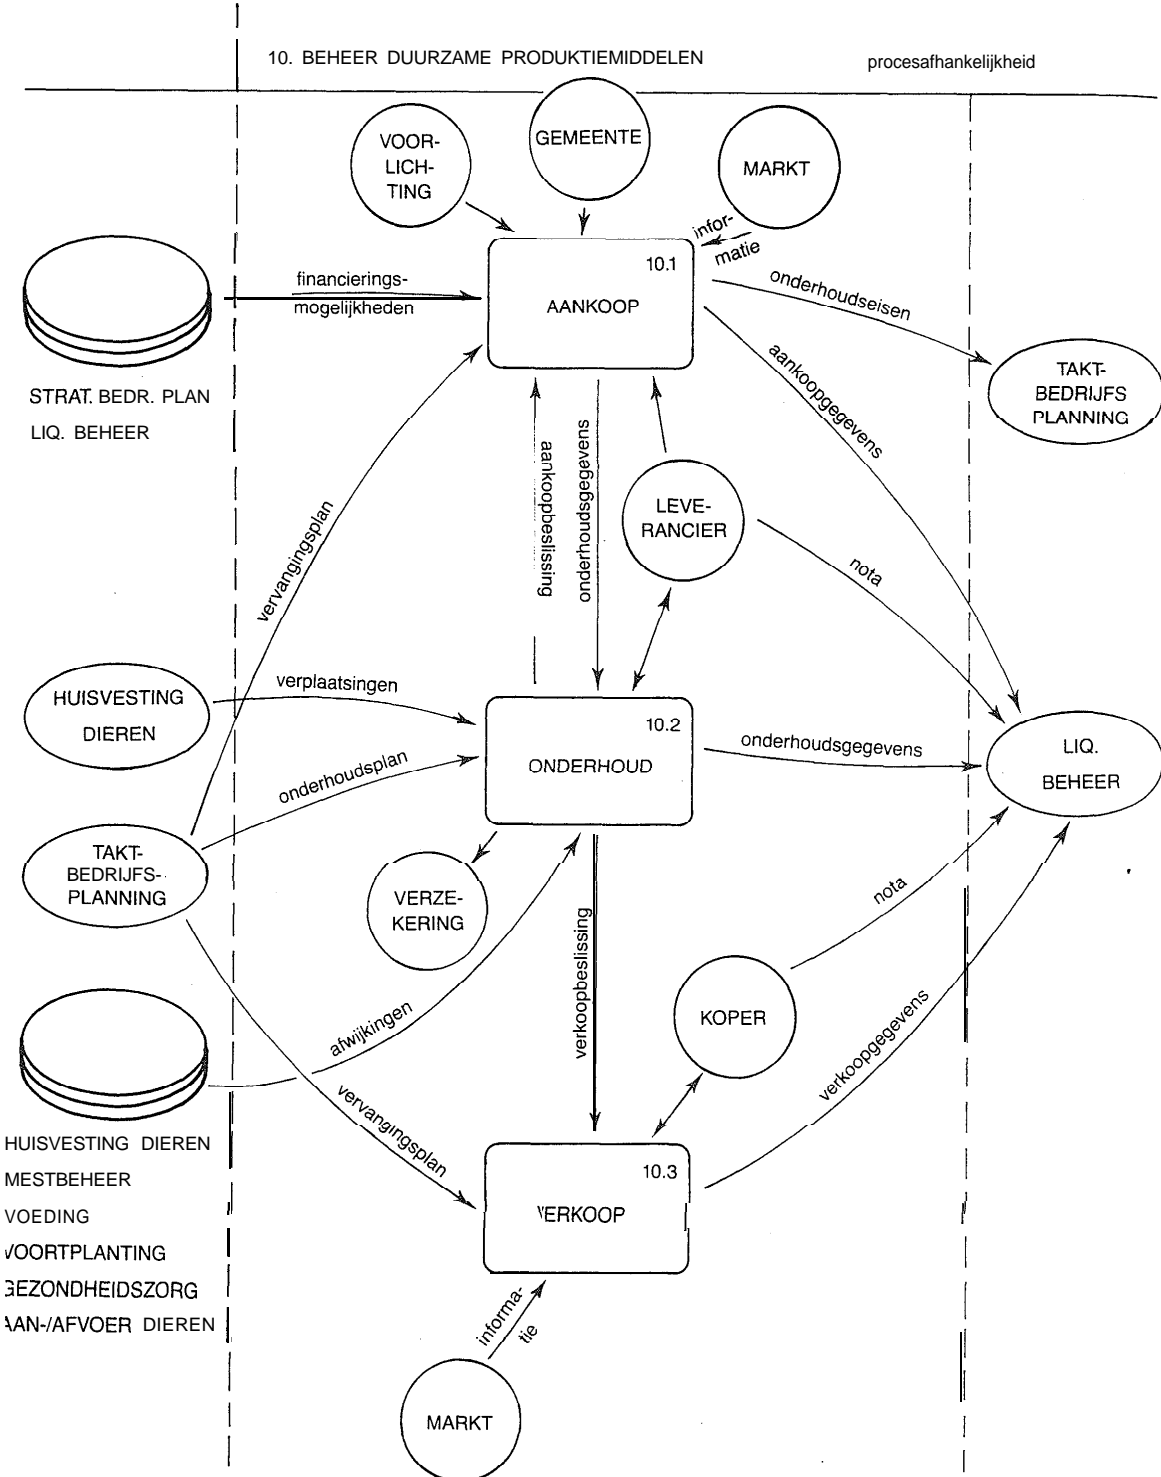 10. BEHEER DUURZAME PRODUKTIEMIDDELEN
procesafhankelijkheid
VOOR-
LICH-
TING
GEMEENTE
MARKT
infor-
matie
10.1
AANKOOP
financierings-
mogelijkheden
STRAT. BEDR. PLAN
LIQ. BEHEER
onderhoudseisen
aankoopgegevens
TAKT-
BEDRIJFS
PLANNING
vervangingsplan
aankoopbeslissing
onderhoudsgegevens
LEVE-
RANCIER
nota
HUISVESTING
DIEREN
verplaatsingen
10.2
ONDERHOUD
onderhoudsgegevens
LIQ.
BEHEER
onderhoudsplan
TAKT-
BEDRIJFS-
PLANNING
VERZE-
KERING
verkoopbeslissing
nota
KOPER
afwijkingen
verkoopgegevens
vervangingsplan
HUISVESTING DIEREN
MESTBEHEER
VOEDING
VOORTPLANTING
GEZONDHEIDSZORG
AAN-/AFVOER DIEREN
10.3
VERKOOP
informa-
tie
MARKT